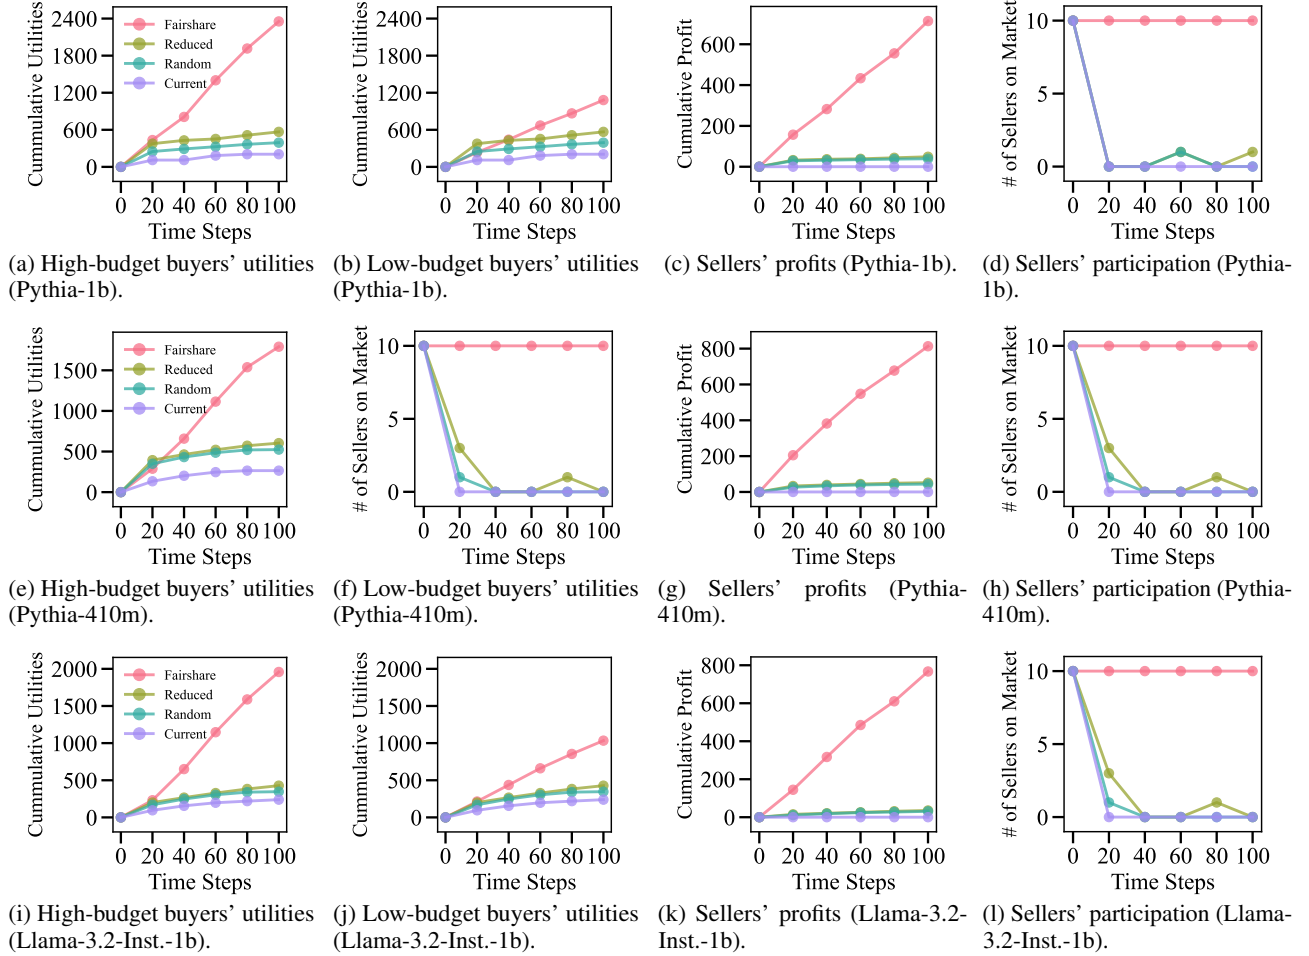 Cummulative Utilities
2400
1800
1200
600
0
Fairshare
Reduced
Random
Current
0 20 40 60 80 100
Time Steps
(a) High-budget buyers' utilities
(Pythia-1b).
Cummulative Utilities
2400
1800
1200
600
0
0 20 40 60 80 100
Time Steps
(b) Low-budget buyers' utilities
(Pythia-1b).
Cumulative Profit
600
400
200
0
0 20 40 60 80 100
Time Steps
(c) Sellers' profits (Pythia-1b).
# of Sellers on Market
10
5
0
0 20 40 60 80 100
Time Steps
(d) Sellers' participation (Pythia-
1b).
Cummulative Utilities
1500
1000
500
0
Fairshare
Reduced
Random
Current
0 20 40 60 80 100
Time Steps
(e) High-budget buyers' utilities
(Pythia-410m).
# of Sellers on Market
10
5
0
0 20 40 60 80 100
Time Steps
(f) Low-budget buyers' utilities
(Pythia-410m).
Cumulative Profit
800
600
400
200
0
0 20 40 60 80 100
Time Steps
(g) Sellers' profits (Pythia-
410m).
# of Sellers on Market
10
5
0
0 20 40 60 80 100
Time Steps
(h) Sellers' participation (Pythia-
410m).
Cummulative Utilities
2000
1500
1000
500
0
Fairshare
Reduced
Random
Current
0 20 40 60 80 100
Time Steps
(i) High-budget buyers' utilities
(Llama-3.2-Inst.-1b).
Cummulative Utilities
2000
1500
1000
500
0
0 20 40 60 80 100
Time Steps
(j) Low-budget buyers' utilities
(Llama-3.2-Inst.-1b).
Cumulative Profit
800
600
400
200
0
0 20 40 60 80 100
Time Steps
(k) Sellers' profits (Llama-3.2-
Inst.-1b).
# of Sellers on Market
10
5
0
0 20 40 60 80 100
Time Steps
(l) Sellers' participation (Llama-
3.2-Inst.-1b).